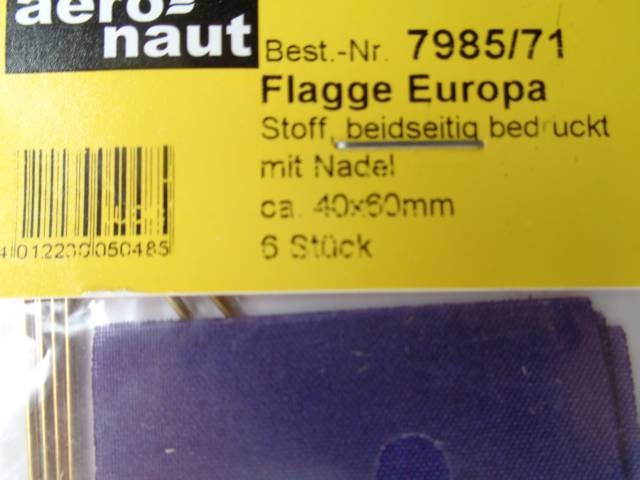 aero=
naut
Best.-Nr. 7985/71
Flagge Europa
Stoff, beidseitig bedruckt
mit Nadel
ca. 40x60mm
6 Stück
4 012230 050485